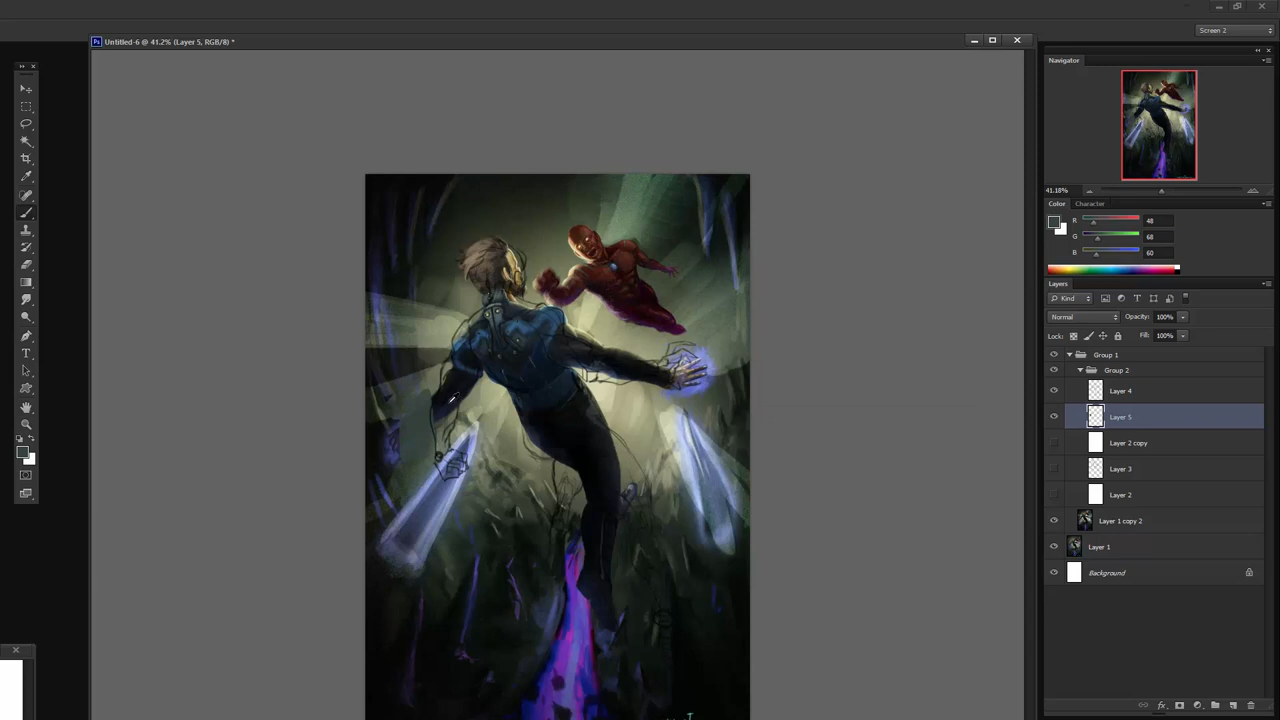 Screen 2
Ps Untitled-6 @ 41.2% (Layer 5, RGB/8) *
Navigator
41.18%
Color Character
R 48
G 68
B 60
Layers
Kind
Normal Opacity: 100%
Lock: Fill: 100%
Group 1
Group 2
Layer 4
Layer 5
Layer 2 copy
Layer 3
Layer 2
Layer 1 copy 2
Layer 1
Background